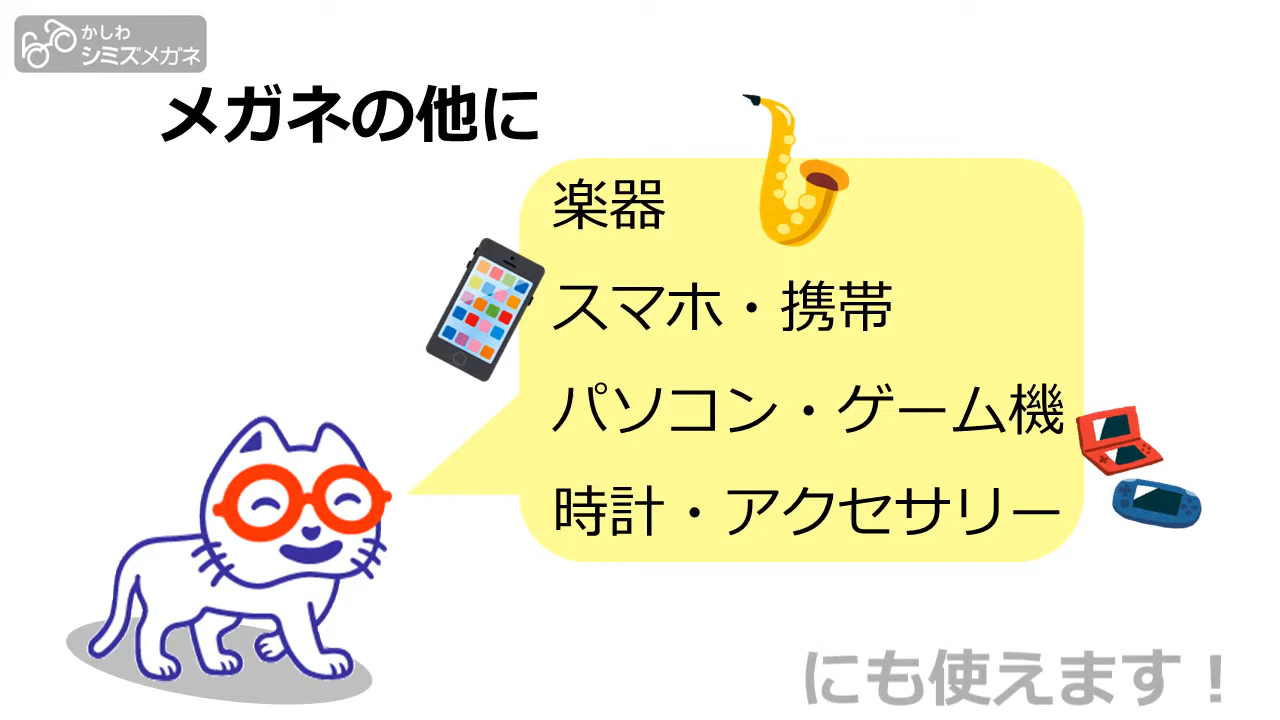 かしわ
シミズメガネ
メガネの他に
楽器
スマホ・携帯
パソコン・ゲーム機
時計・アクセサリー
にも使えます！